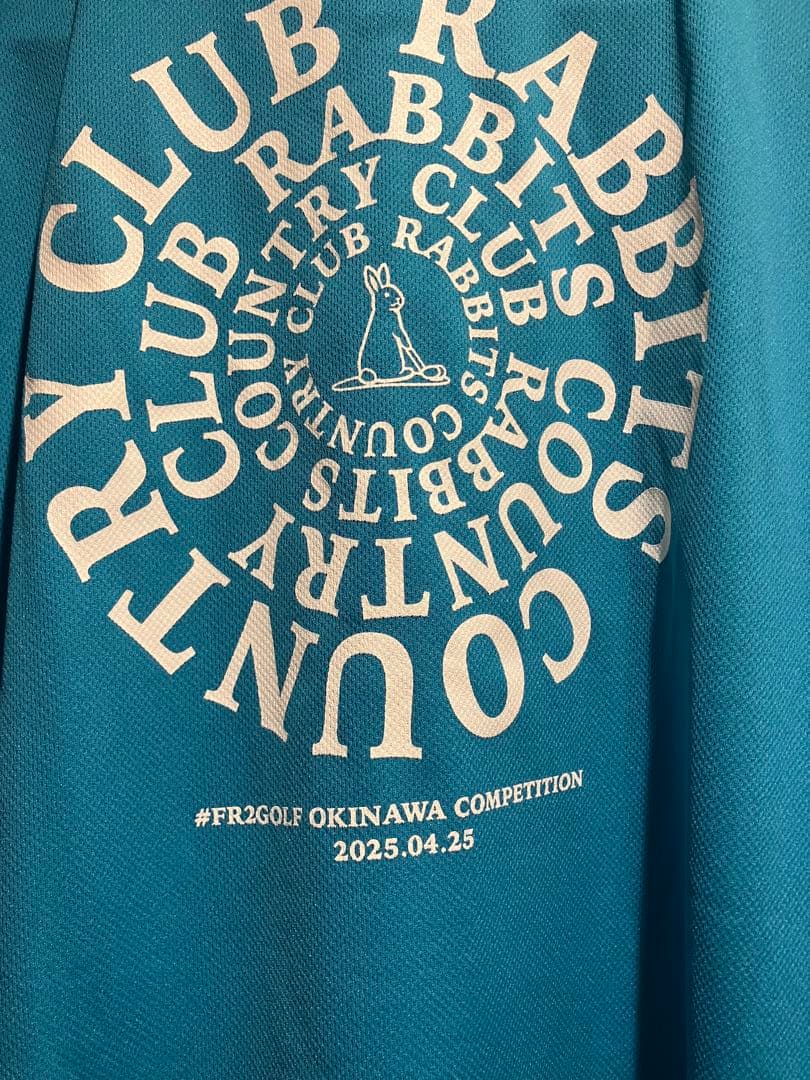 RABBITS COUNTRY CLUB
RABBITS COUNTRY CLUB
RABBITS COUNTRY CLUB
RABBITS COUNTRY CLUB
#FR2GOLF OKINAWA COMPETITION
2025.04.25